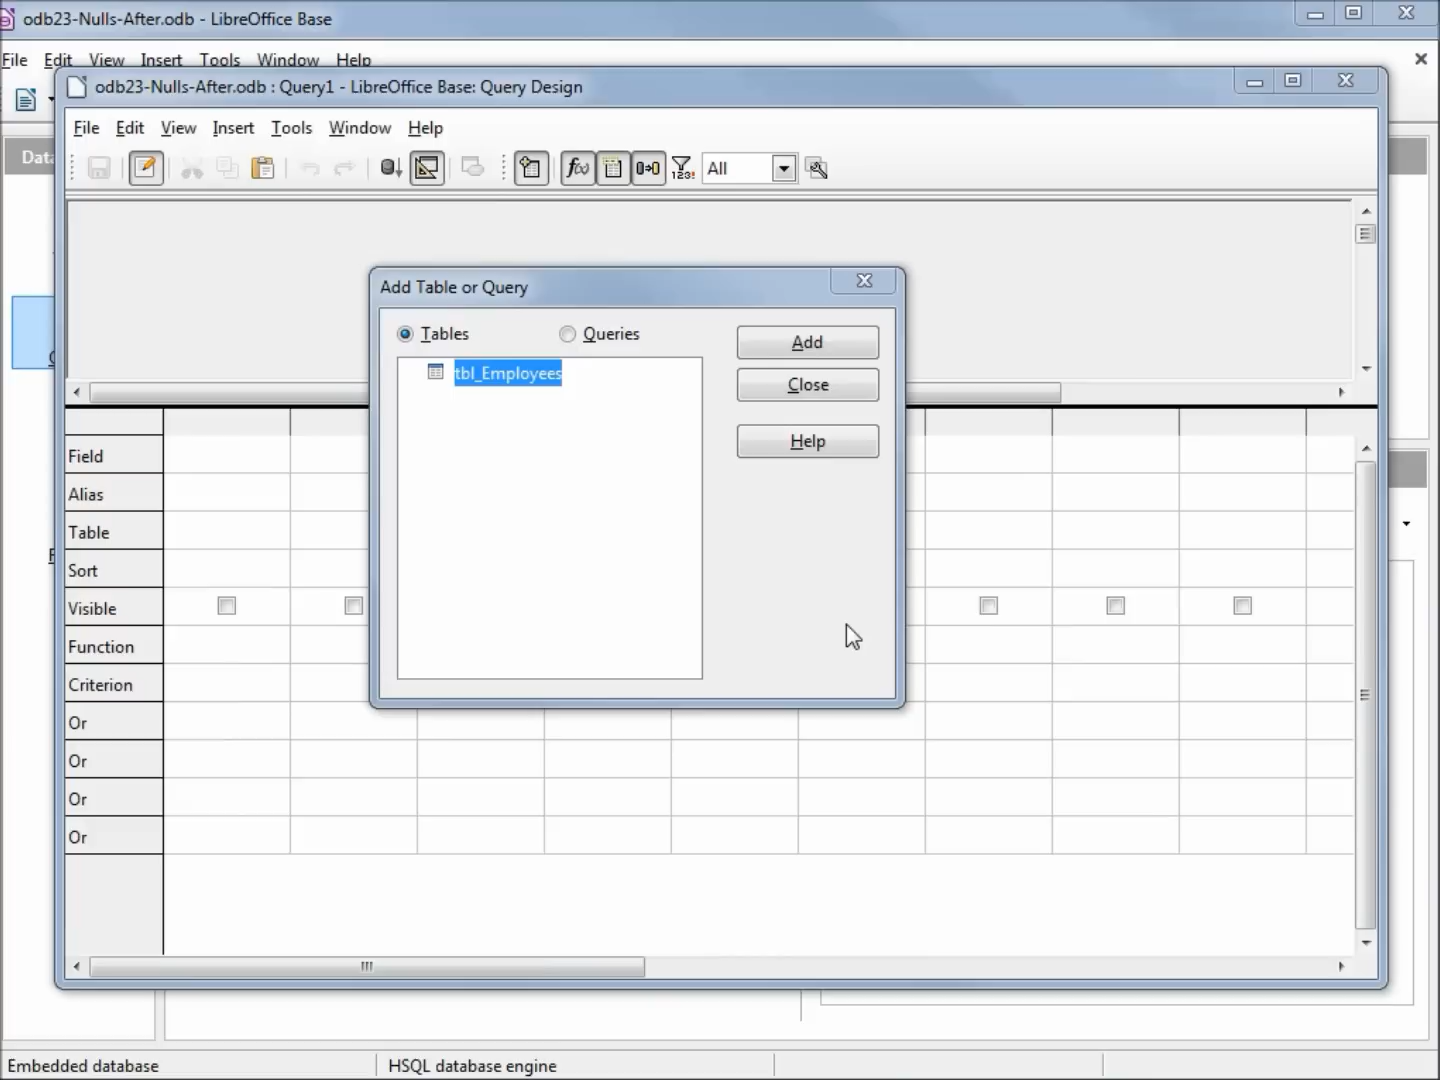 odb23-Nulls-After.odb - LibreOffice Base
File Edit View Insert Tools Window Help
odb23-Nulls-After.odb : Query1 - LibreOffice Base: Query Design
File Edit View Insert Tools Window Help
All
Add Table or Query
Tables Queries
tbl_Employees
Add
Close
Help
Field
Alias
Table
Sort
Visible
Function
Criterion
Or
Or
Or
Or
Embedded database HSQL database engine